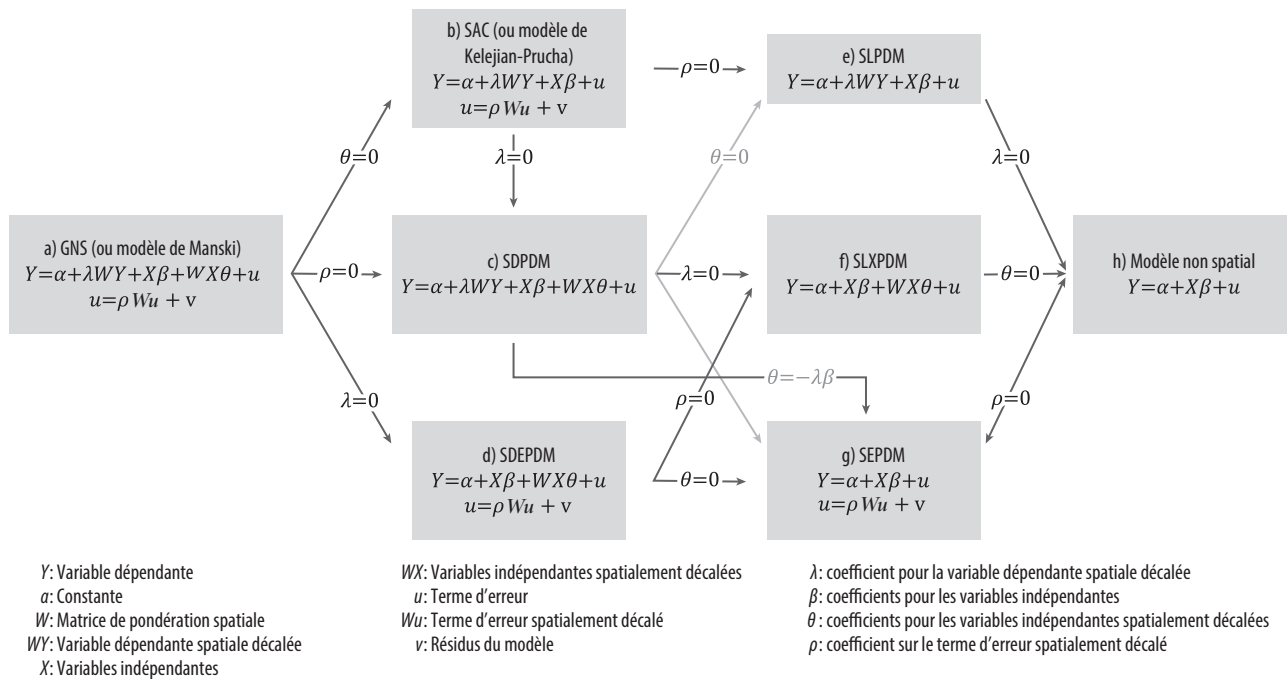 b) SAC (ou modèle de
Kelejian-Prucha)
Y=α+λWY+Xβ+u
u=ρWu + v
ρ=0
e) SLPDM
Y=α+λWY+Xβ+u
θ=0
λ=0
θ=0
λ=0
a) GNS (ou modèle de Manski)
Y=α+λWY+Xβ+WXθ+u
u=ρWu + v
ρ=0
c) SDPDM
Y=α+λWY+Xβ+WXθ+u
λ=0
f) SLXPDM
Y=α+Xβ+WXθ+u
θ=0
h) Modèle non spatial
Y=α+Xβ+u
θ=−λβ
λ=0
ρ=0
ρ=0
d) SDEPDM
Y=α+Xβ+WXθ+u
u=ρWu + v
θ=0
g) SEPDM
Y=α+Xβ+u
u=ρWu + v
Y: Variable dépendante
a: Constante
W: Matrice de pondération spatiale
WY: Variable dépendante spatiale décalée
X: Variables indépendantes
WX: Variables indépendantes spatialement décalées
u: Terme d'erreur
Wu: Terme d'erreur spatialement décalé
v: Résidus du modèle
λ: coefficient pour la variable dépendante spatiale décalée
β: coefficients pour les variables indépendantes
θ: coefficients pour les variables indépendantes spatialement décalées
ρ: coefficient sur le terme d'erreur spatialement décalé